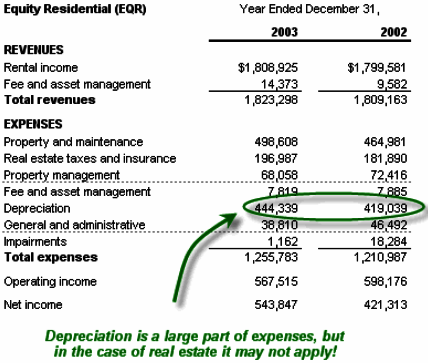 Equity Residential (EQR) Year Ended December 31,
2003 2002
REVENUES
Rental income $1,808,925 $1,799,581
Fee and asset management 14,373 9,582
Total revenues 1,823,298 1,809,163
EXPENSES
Property and maintenance 498,608 464,981
Real estate taxes and insurance 196,987 181,890
Property management 68,058 72,416
Fee and asset management 7,819 7,885
Depreciation 444,339 419,039
General and administrative 38,810 46,492
Impairments 1,162 18,284
Total expenses 1,255,783 1,210,987
Operating income 567,515 598,176
Net income 543,847 421,313
Depreciation is a large part of expenses, but
in the case of real estate it may not apply!